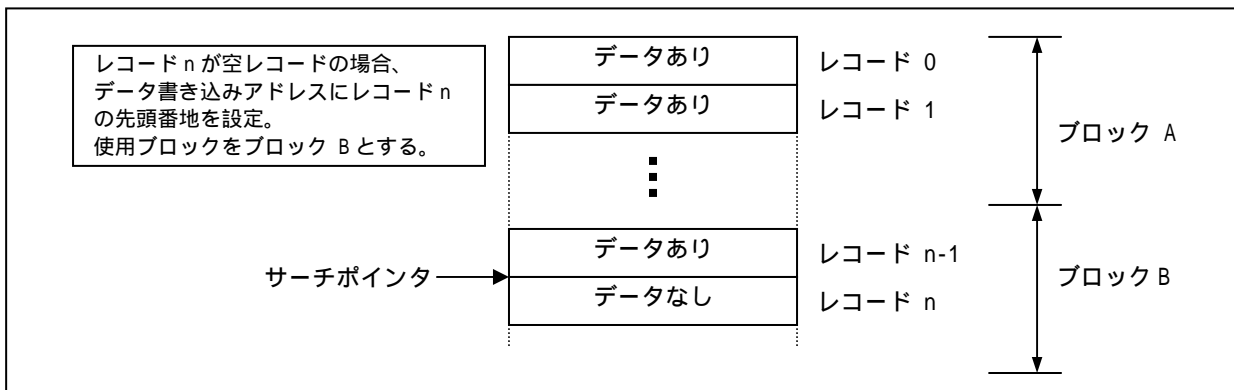 レコードnが空レコードの場合、
データ書き込みアドレスにレコードn
の先頭番地を設定。
使用ブロックをブロック Bとする。
データあり
レコード 0
データあり
レコード 1
ブロック A
データあり
レコード n-1
サーチポインタ
データなし
レコード n
ブロックB